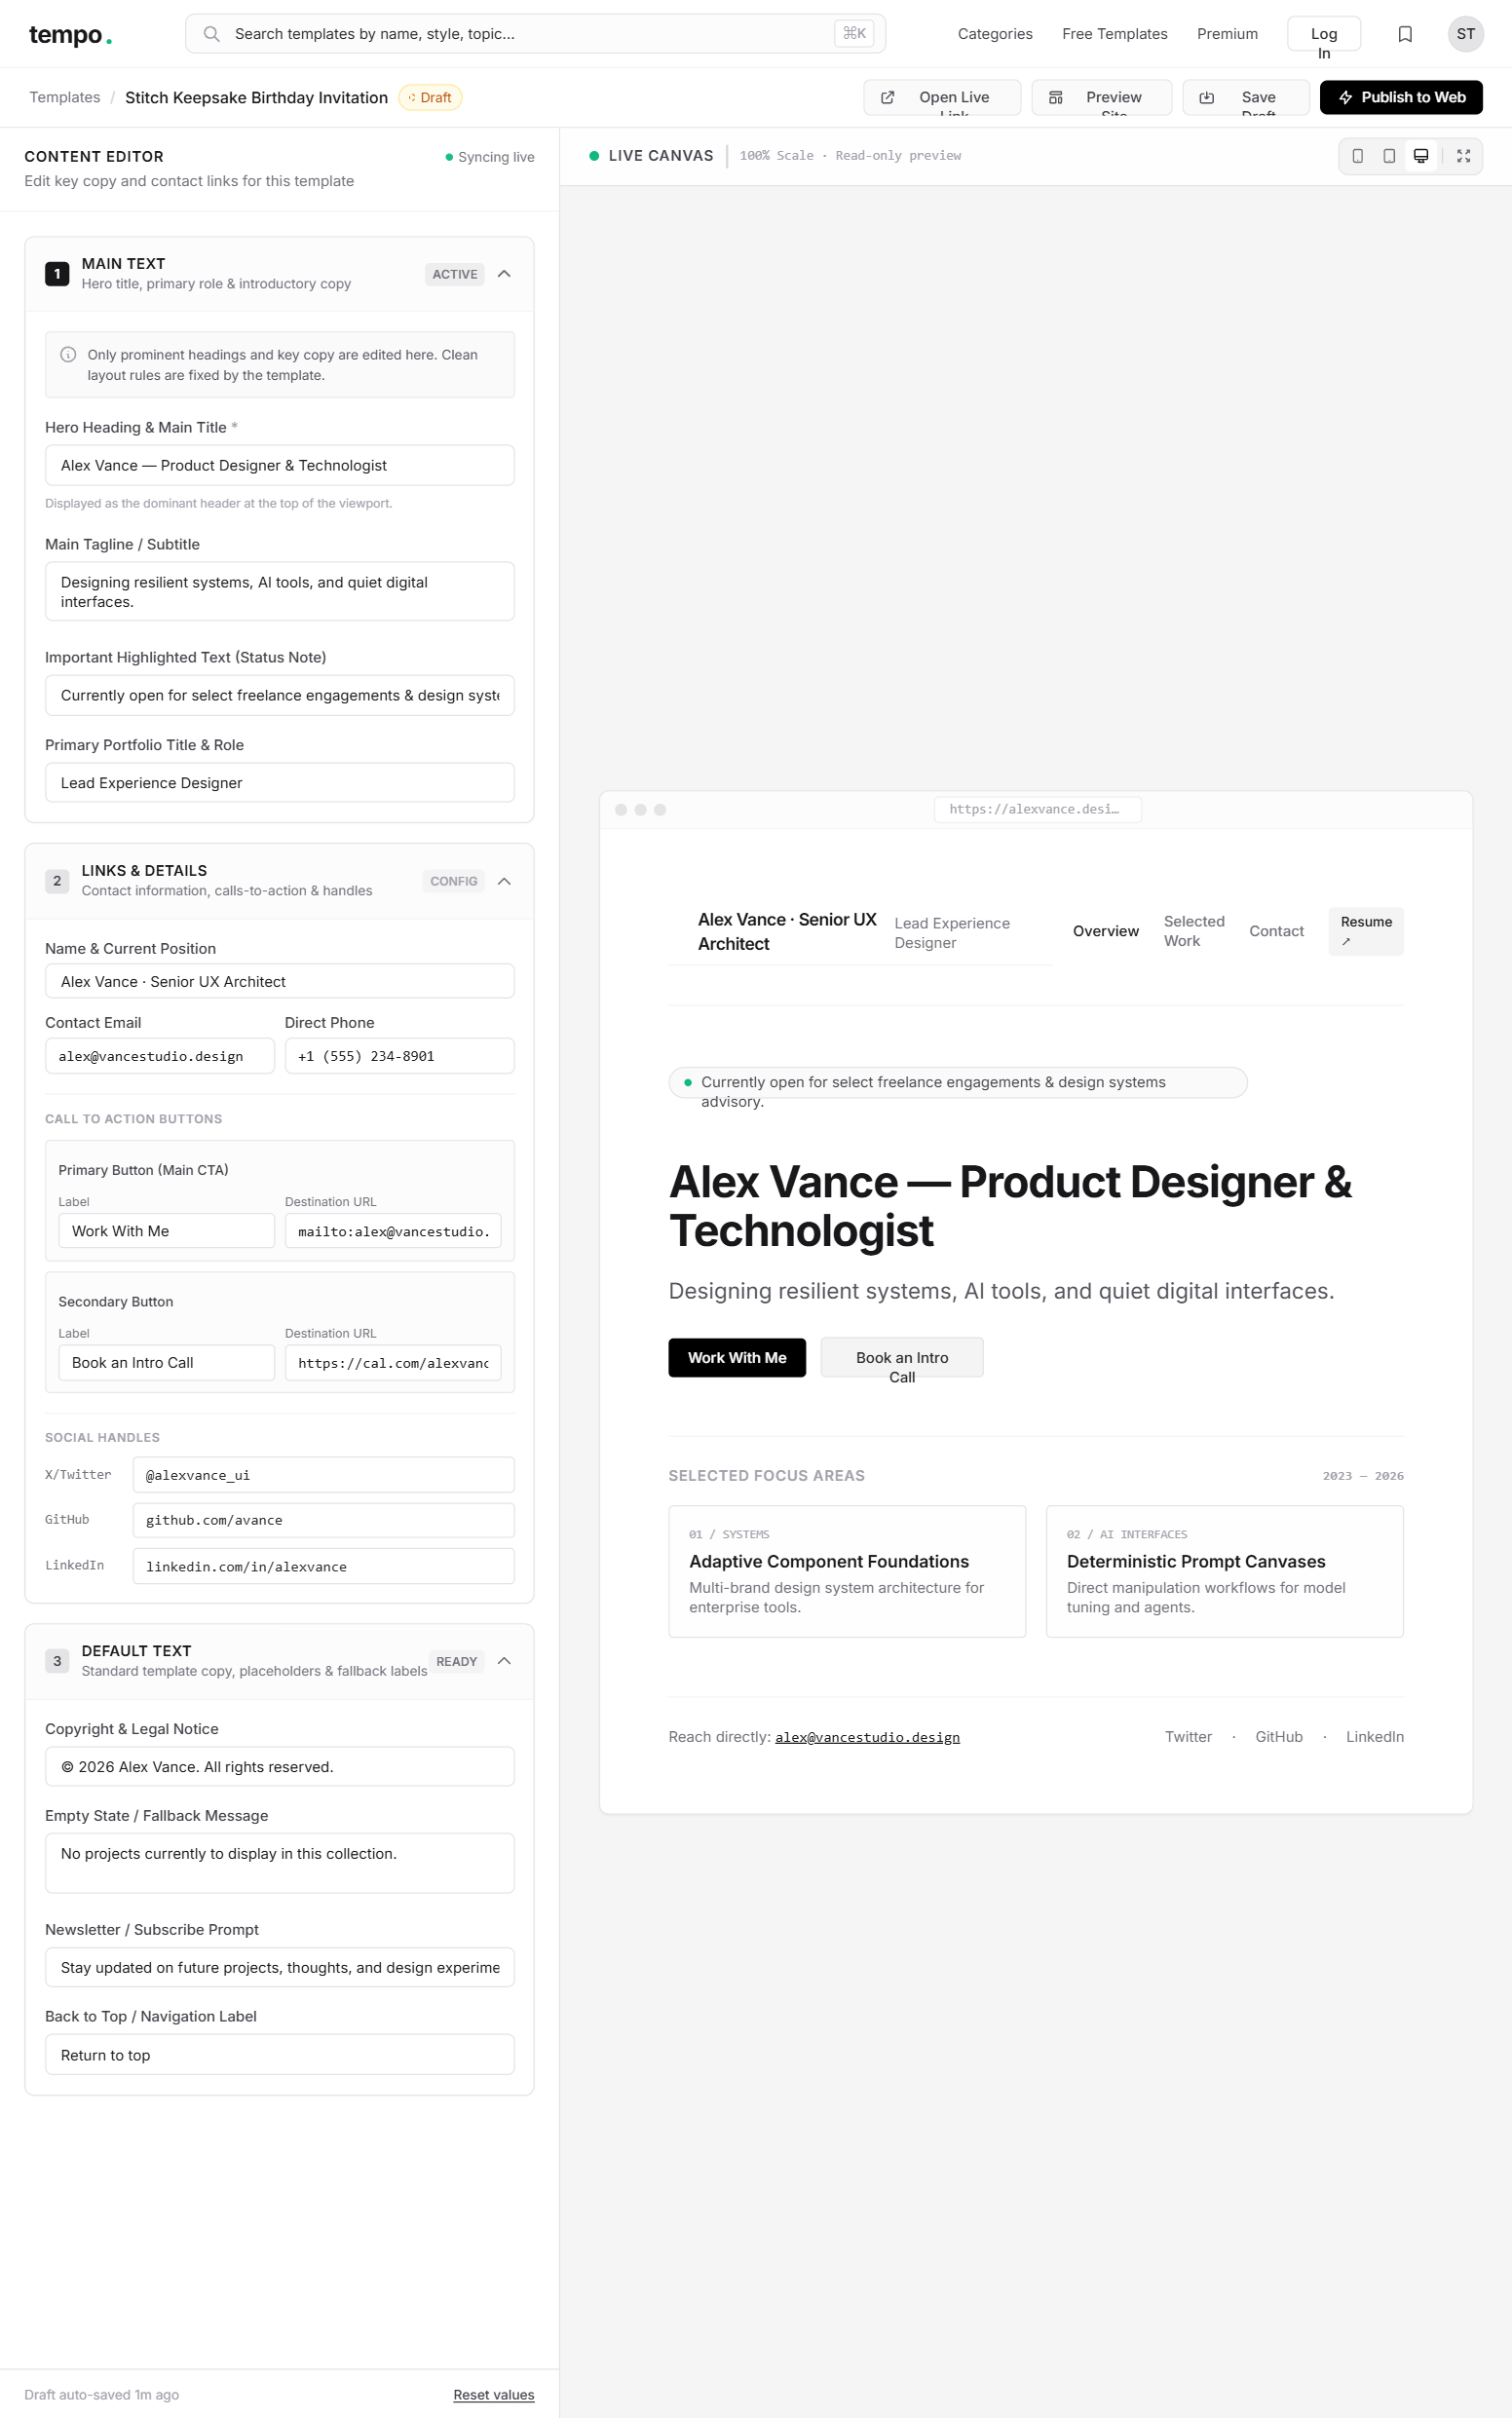 tempo.
Search templates by name, style, topic...
⌘K
Categories
Free Templates
Premium
Log
In
ST
Templates / Stitch Keepsake Birthday Invitation
Draft
Open Live
Link
Preview
Site
Save
Draft
Publish to Web
CONTENT EDITOR
Syncing live
Edit key copy and contact links for this template
LIVE CANVAS
100% Scale · Read-only preview
1
MAIN TEXT
Hero title, primary role & introductory copy
ACTIVE
Only prominent headings and key copy are edited here. Clean
layout rules are fixed by the template.
Hero Heading & Main Title *
Alex Vance — Product Designer & Technologist
Displayed as the dominant header at the top of the viewport.
Main Tagline / Subtitle
Designing resilient systems, AI tools, and quiet digital
interfaces.
Important Highlighted Text (Status Note)
Currently open for select freelance engagements & design syste
Primary Portfolio Title & Role
Lead Experience Designer
2
LINKS & DETAILS
Contact information, calls-to-action & handles
CONFIG
Name & Current Position
Alex Vance · Senior UX Architect
Contact Email
Direct Phone
alex@vancestudio.design
+1 (555) 234-8901
CALL TO ACTION BUTTONS
Primary Button (Main CTA)
Label
Destination URL
Work With Me
mailto:alex@vancestudio.
Secondary Button
Label
Destination URL
Book an Intro Call
https://cal.com/alexvanc
SOCIAL HANDLES
X/Twitter
@alexvance_ui
GitHub
github.com/avance
LinkedIn
linkedin.com/in/alexvance
3
DEFAULT TEXT
Standard template copy, placeholders & fallback labels
READY
Copyright & Legal Notice
© 2026 Alex Vance. All rights reserved.
Empty State / Fallback Message
No projects currently to display in this collection.
Newsletter / Subscribe Prompt
Stay updated on future projects, thoughts, and design experime
Back to Top / Navigation Label
Return to top
Draft auto-saved 1m ago
Reset values
https://alexvance.desi…
Alex Vance · Senior UX
Architect
Lead Experience
Designer
Overview
Selected
Work
Contact
Resume
↗
Currently open for select freelance engagements & design systems
advisory.
Alex Vance — Product Designer &
Technologist
Designing resilient systems, AI tools, and quiet digital interfaces.
Work With Me
Book an Intro
Call
SELECTED FOCUS AREAS
2023 — 2026
01 / SYSTEMS
Adaptive Component Foundations
Multi-brand design system architecture for
enterprise tools.
02 / AI INTERFACES
Deterministic Prompt Canvases
Direct manipulation workflows for model
tuning and agents.
Reach directly: alex@vancestudio.design
Twitter · GitHub · LinkedIn